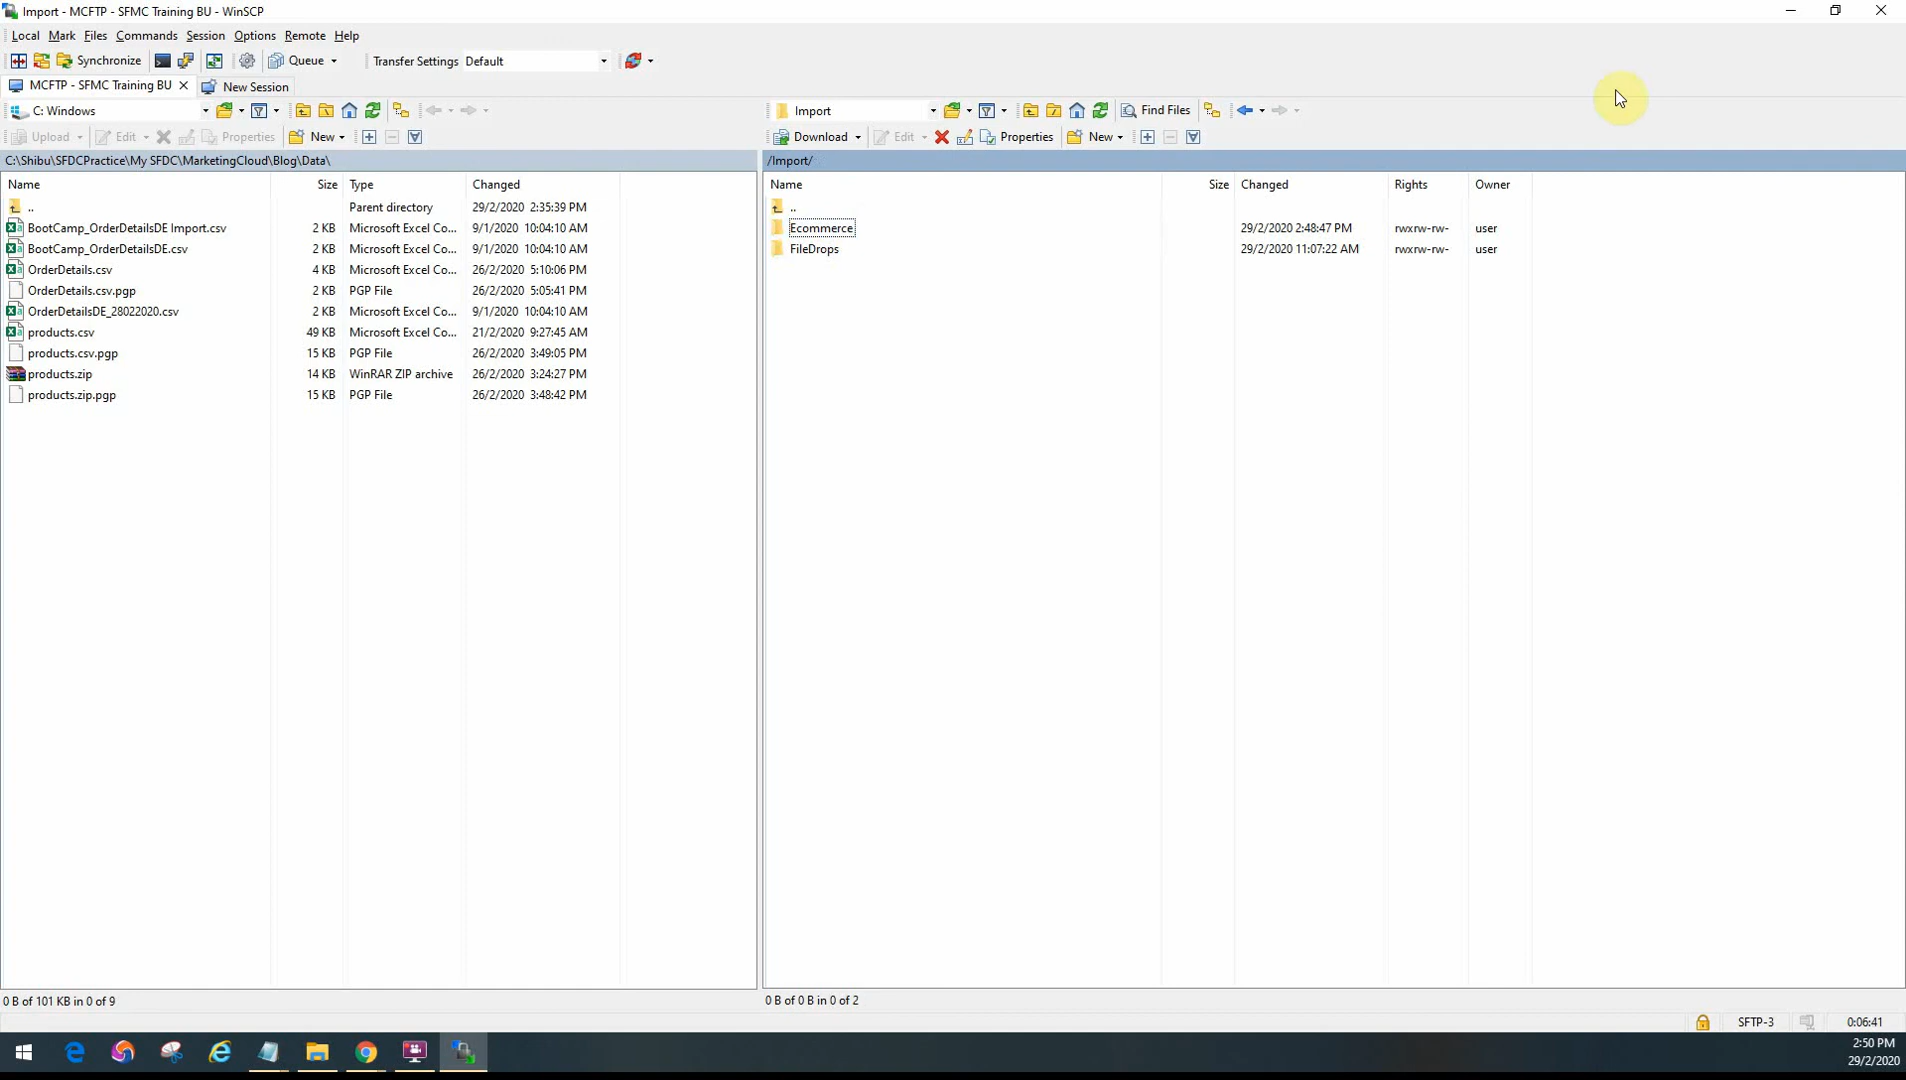 Import - MCFTP - SFMC Training BU - WinSCP
Local Mark Files Commands Session Options Remote Help
Synchronize Queue Transfer Settings Default
MCFTP - SFMC Training BU New Session
C: Windows Import Find Files
Upload Edit Properties New Download Edit Properties New
C:\Shibu\SFDCPractice\My SFDC\MarketingCloud\Blog\Data\ /Import/
Name Size Type Changed Name Size Changed Rights Owner
.. Parent directory 29/2/2020 2:35:39 PM ..
BootCamp_OrderDetailsDE Import.csv 2 KB Microsoft Excel Co... 9/1/2020 10:04:10 AM Ecommerce 29/2/2020 2:48:47 PM rwxrw-rw- user
BootCamp_OrderDetailsDE.csv 2 KB Microsoft Excel Co... 9/1/2020 10:04:10 AM FileDrops 29/2/2020 11:07:22 AM rwxrw-rw- user
OrderDetails.csv 4 KB Microsoft Excel Co... 26/2/2020 5:10:06 PM
OrderDetails.csv.pgp 2 KB PGP File 26/2/2020 5:05:41 PM
OrderDetailsDE_28022020.csv 2 KB Microsoft Excel Co... 9/1/2020 10:04:10 AM
products.csv 49 KB Microsoft Excel Co... 21/2/2020 9:27:45 AM
products.csv.pgp 15 KB PGP File 26/2/2020 3:49:05 PM
products.zip 14 KB WinRAR ZIP archive 26/2/2020 3:24:27 PM
products.zip.pgp 15 KB PGP File 26/2/2020 3:48:42 PM
0 B of 101 KB in 0 of 9 0 B of 0 B in 0 of 2
SFTP-3 0:06:41
2:50 PM
29/2/2020